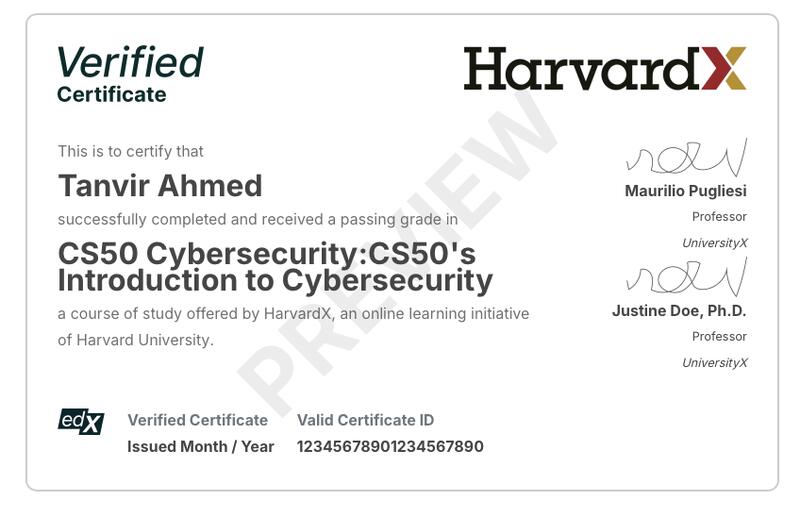 Verified
Certificate
HarvardX
This is to certify that
Tanvir Ahmed
successfully completed and received a passing grade in
CS50 Cybersecurity:CS50's
Introduction to Cybersecurity
a course of study offered by HarvardX, an online learning initiative
of Harvard University.
Maurilio Pugliesi
Professor
UniversityX
Justine Doe, Ph.D.
Professor
UniversityX
PREVIEW
edX
Verified Certificate
Issued Month / Year
Valid Certificate ID
12345678901234567890